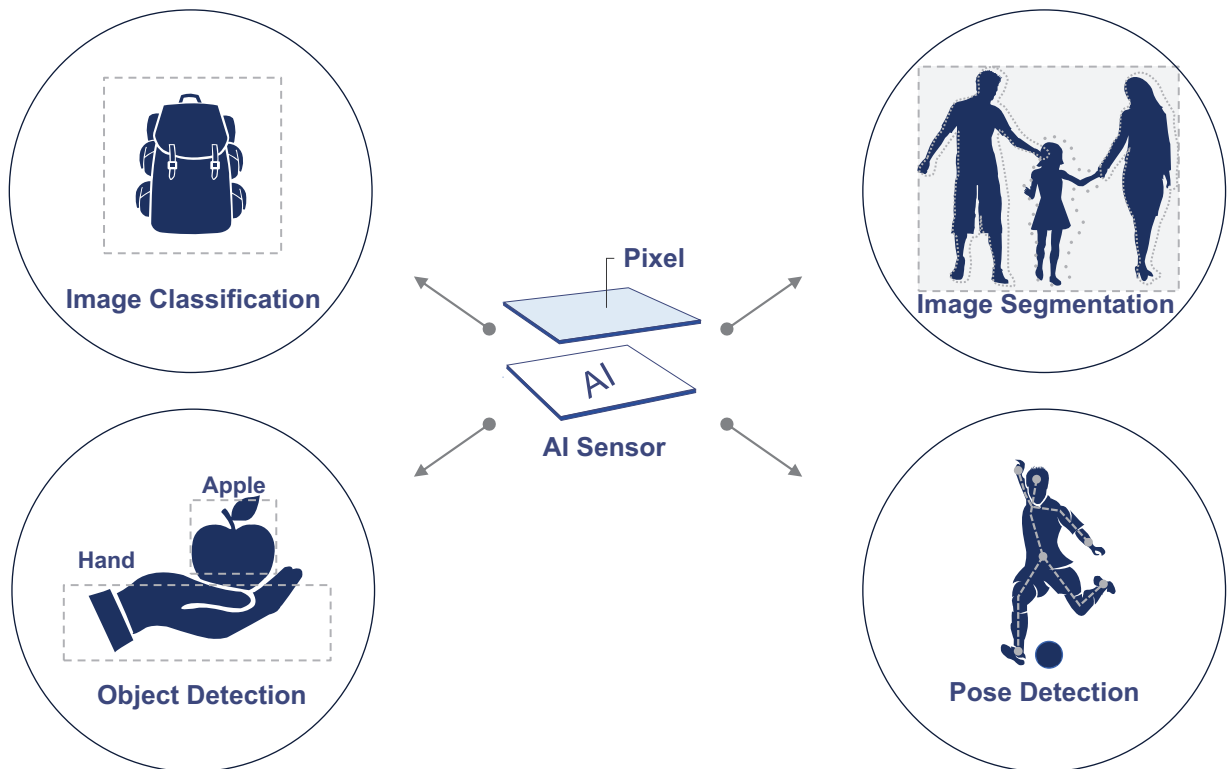 Image Classification
Image Segmentation
Pixel
AI
AI Sensor
Apple
Hand
Object Detection
Pose Detection